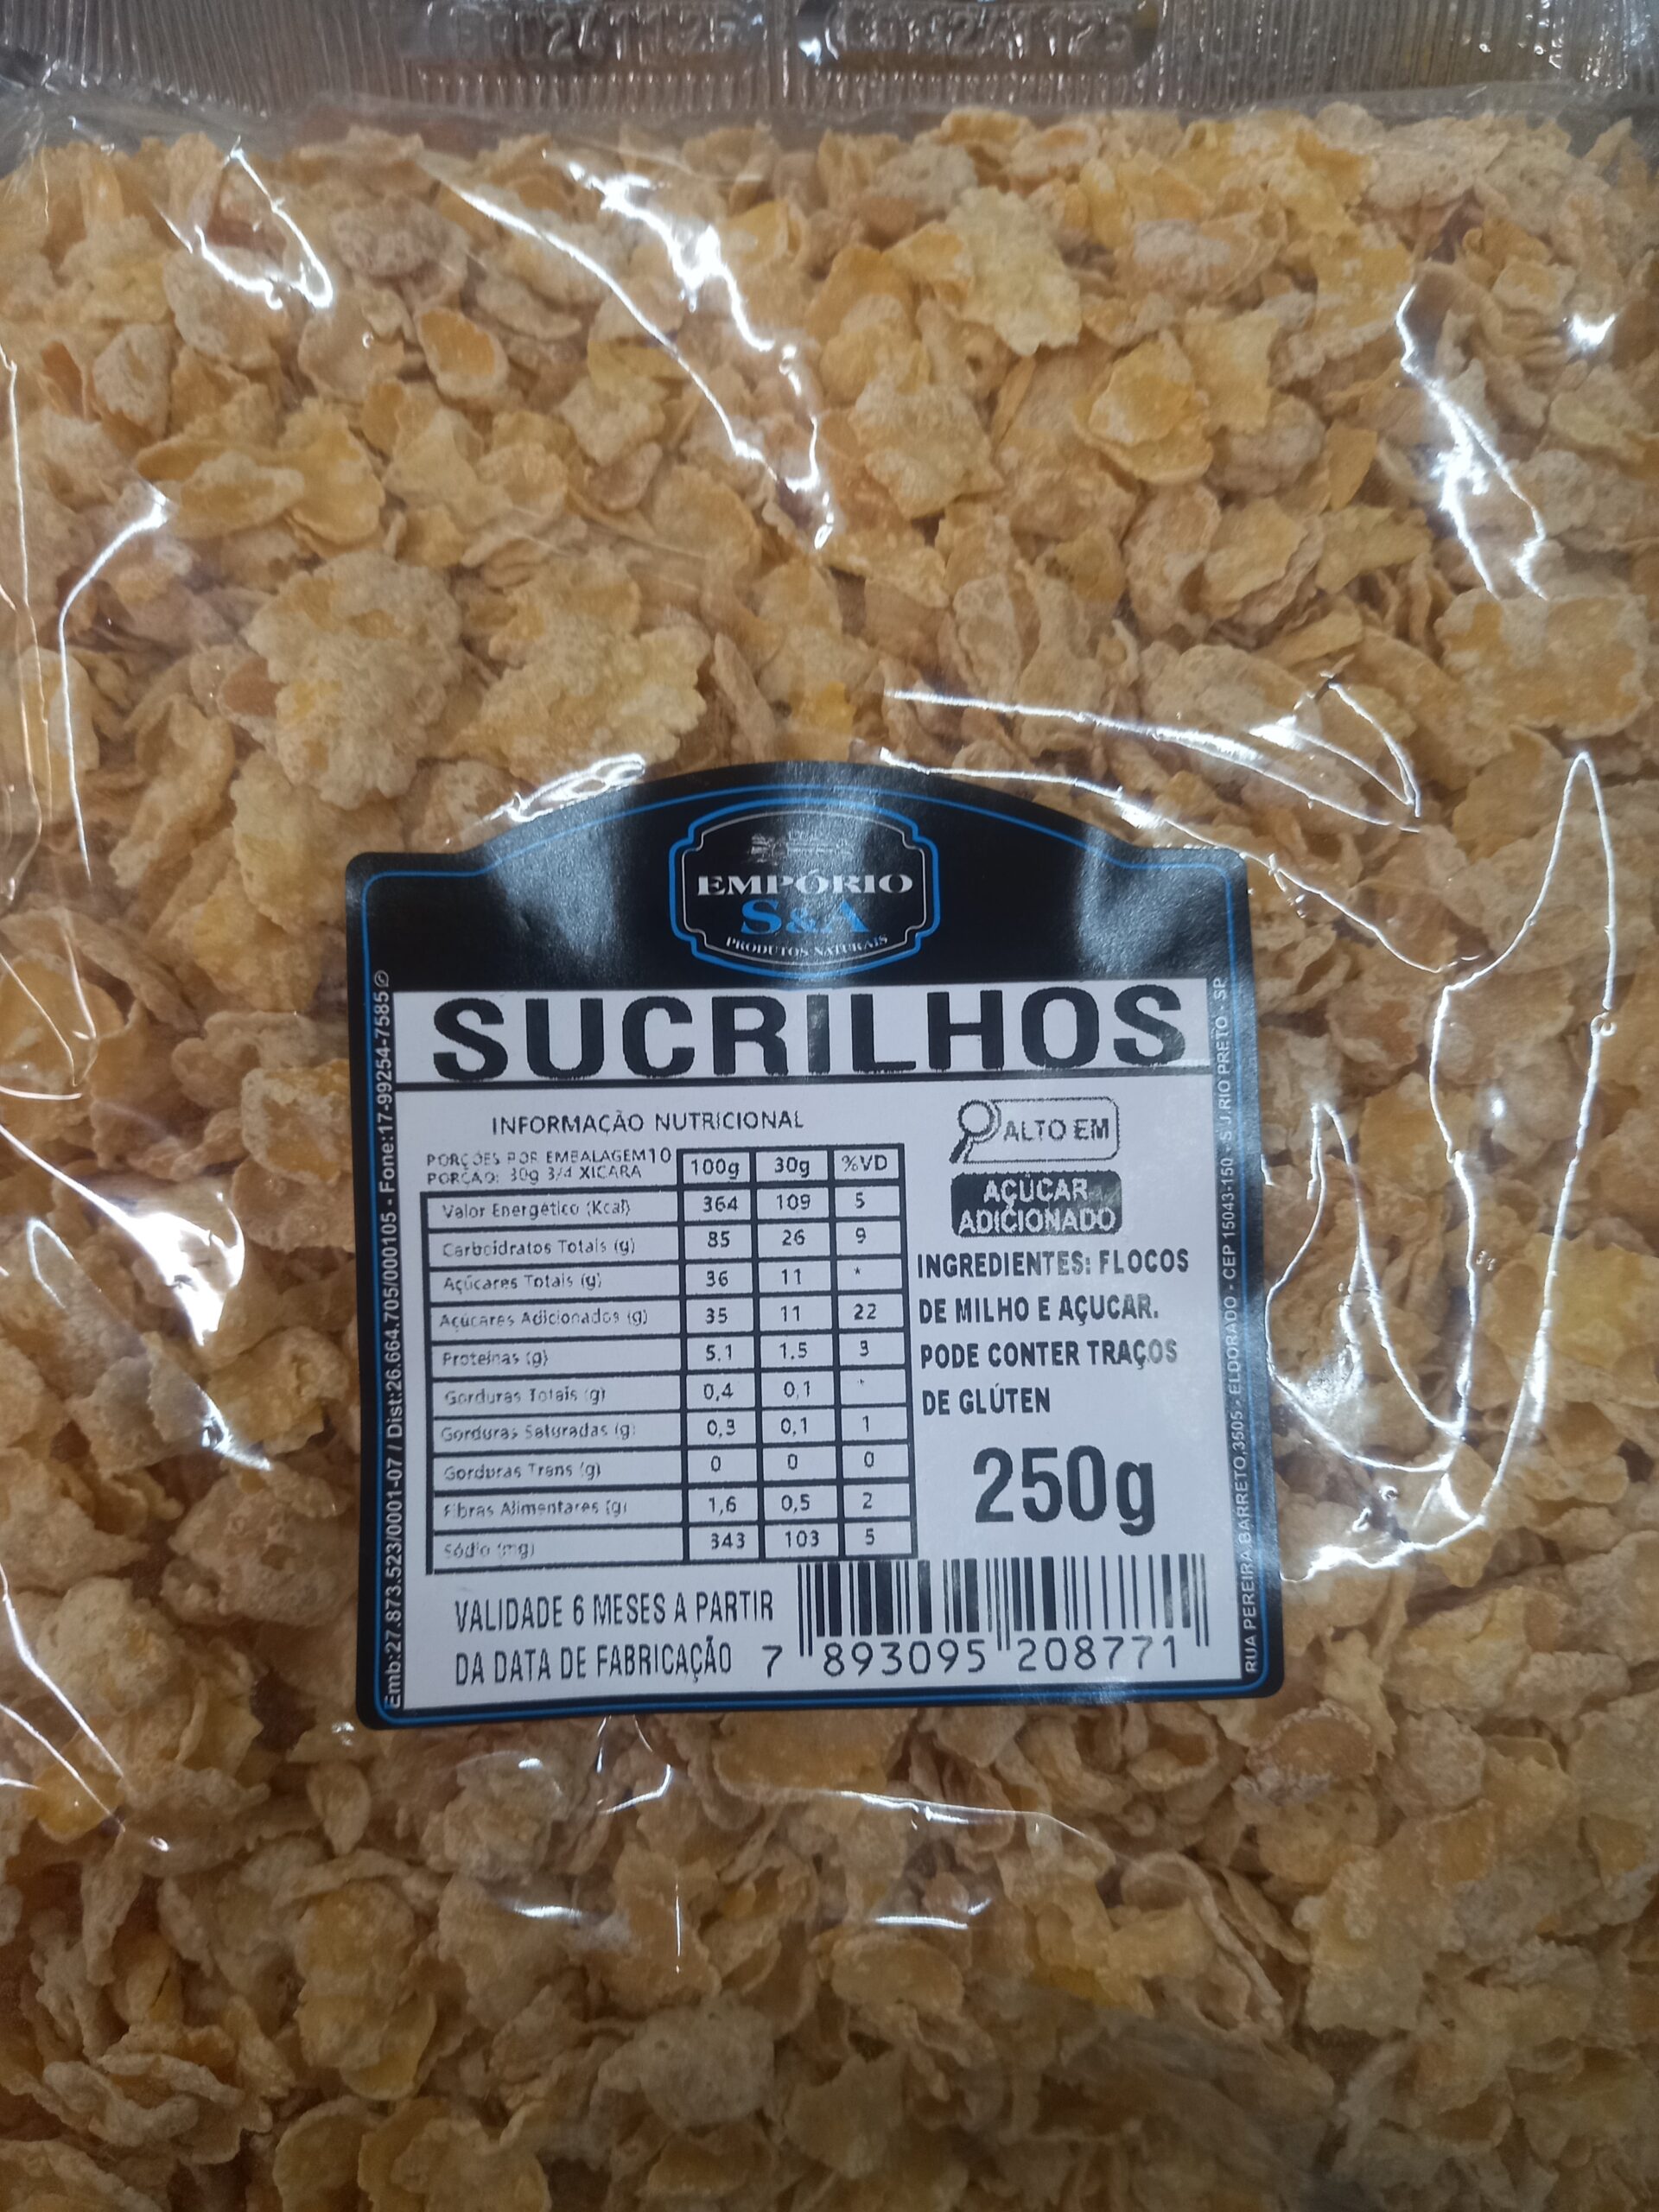 EMPÓRIO
S&A
PRODUTOS NATURAIS
SUCRILHOS
INFORMAÇÃO NUTRICIONAL
PORÇÕES POR EMBALAGEM10
PORÇÃO: 30g 3/4 XICARA
100g 30g %VD
Valor Energético (Kcal) 364 109 5
Carboidratos Totais (g) 85 26 9
Açúcares Totais (g) 36 11 *
Açúcares Adicionados (g) 35 11 22
Proteínas (g) 5.1 1.5 3
Gorduras Totais (g) 0,4 0,1
Gorduras Saturadas (g) 0,3 0,1 1
Gorduras Trans (g) 0 0 0
Fibras Alimentares (g) 1,6 0,5 2
Sódio (mg) 343 103 5
ALTO EM
AÇÚCAR
ADICIONADO
INGREDIENTES: FLOCOS
DE MILHO E AÇUCAR.
PODE CONTER TRAÇOS
DE GLÚTEN
250g
VALIDADE 6 MESES A PARTIR
DA DATA DE FABRICAÇÃO
7 893095 208771
Emb:27.873.523/0001-07 / Dist:26.664.705/000105 - Fone:17-99254-7585
RUA PEREIRA BARRETO,3505 - ELDORADO - CEP 15043-150 - S.J.RIO PRETO - SP